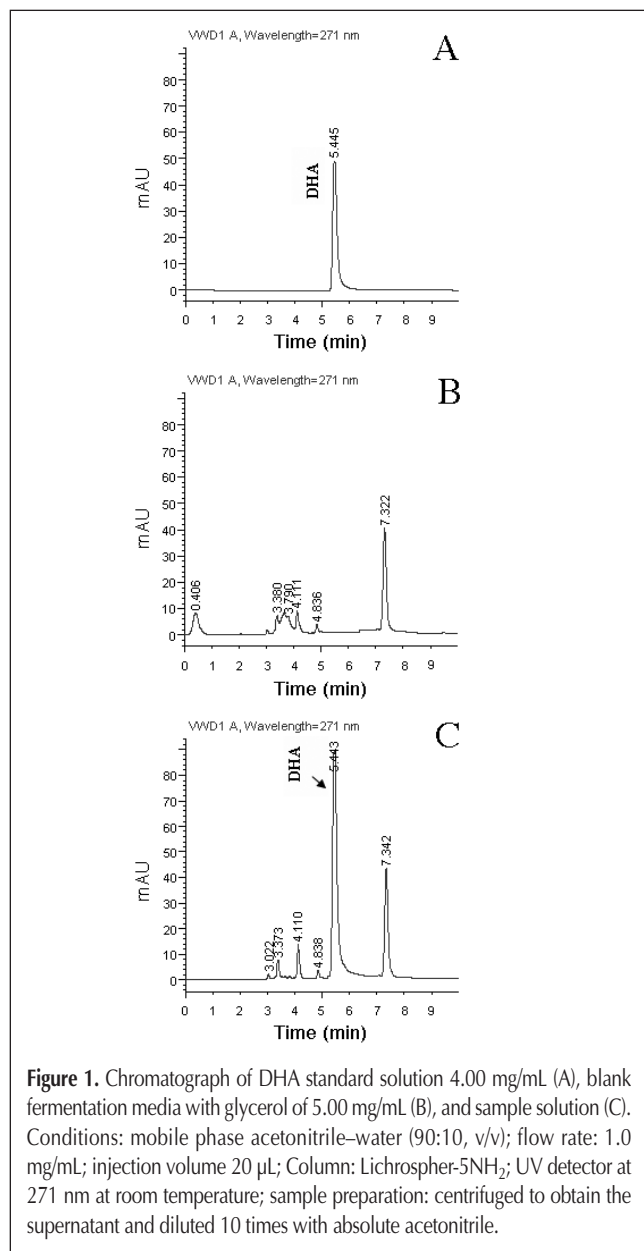 VWD1 A, Wavelength=271 nm
A
mAU
80
70
60
50
40
30
20
10
0
DHA
5.445
0 1 2 3 4 5 6 7 8 9
Time (min)
VWD1 A, Wavelength=271 nm
B
mAU
80
70
60
50
40
30
20
10
0
0.406
3.380
3.790
4.111
4.836
7.322
0 1 2 3 4 5 6 7 8 9
Time (min)
VWD1 A, Wavelength=271 nm
C
mAU
80
70
60
50
40
30
20
10
0
3.022
3.373
4.110
4.838
DHA
5.443
7.342
0 1 2 3 4 5 6 7 8 9
Time (min)
Figure 1. Chromatograph of DHA standard solution 4.00 mg/mL (A), blank
fermentation media with glycerol of 5.00 mg/mL (B), and sample solution (C).
Conditions: mobile phase acetonitrile–water (90:10, v/v); flow rate: 1.0
mg/mL; injection volume 20 µL; Column: Lichrospher-5NH₂; UV detector at
271 nm at room temperature; sample preparation: centrifuged to obtain the
supernatant and diluted 10 times with absolute acetonitrile.